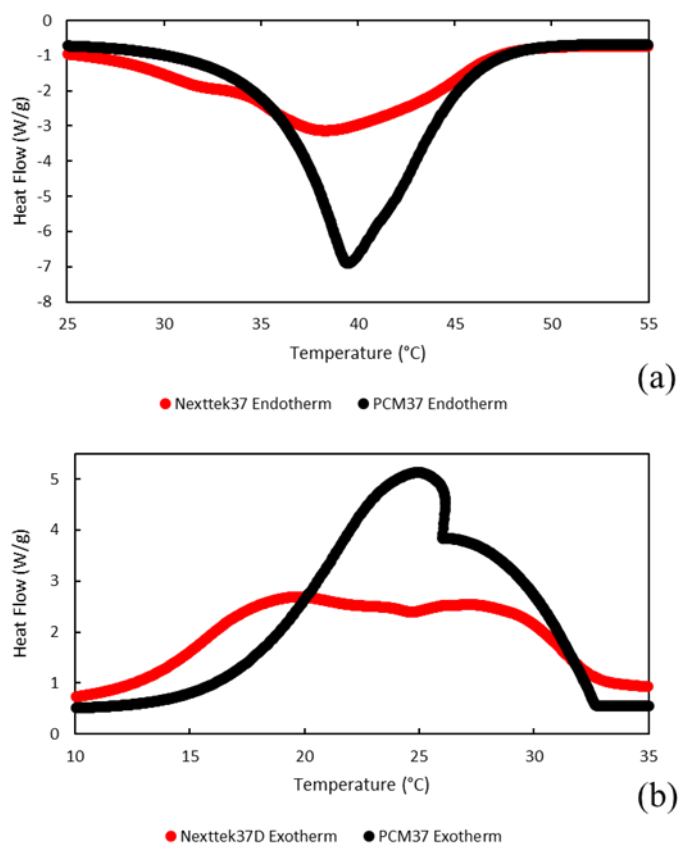 0
-1
-2
-3
-4
-5
-6
-7
-8
Heat Flow (W/g)
25 30 35 40 45 50 55
Temperature (°C)
(a)
Nexttek37 Endotherm PCM37 Endotherm
5
4
3
2
1
0
Heat Flow (W/g)
10 15 20 25 30 35
Temperature (°C)
(b)
Nexttek37D Exotherm PCM37 Exotherm